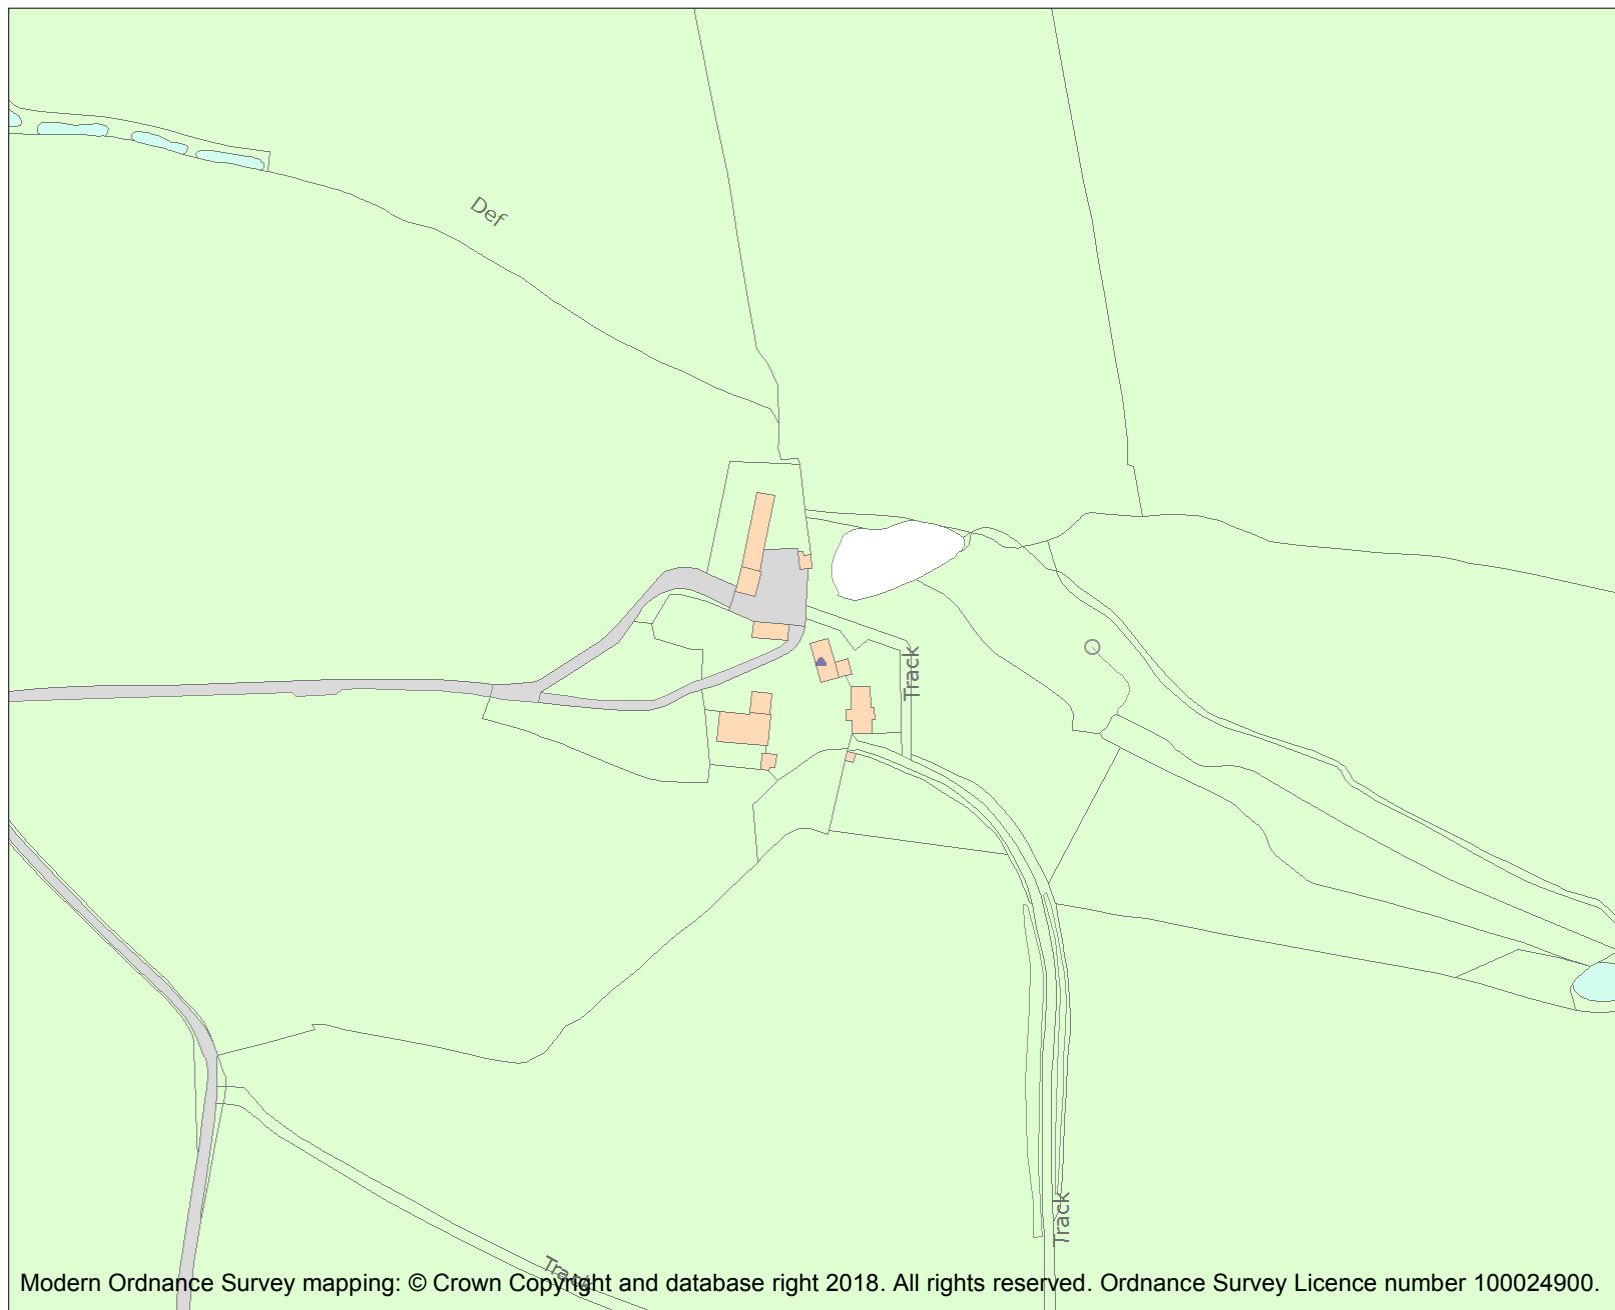 Def
Track
Track
Track
Modern Ordnance Survey mapping: © Crown Copyright and database right 2018. All rights reserved. Ordnance Survey Licence number 100024900.